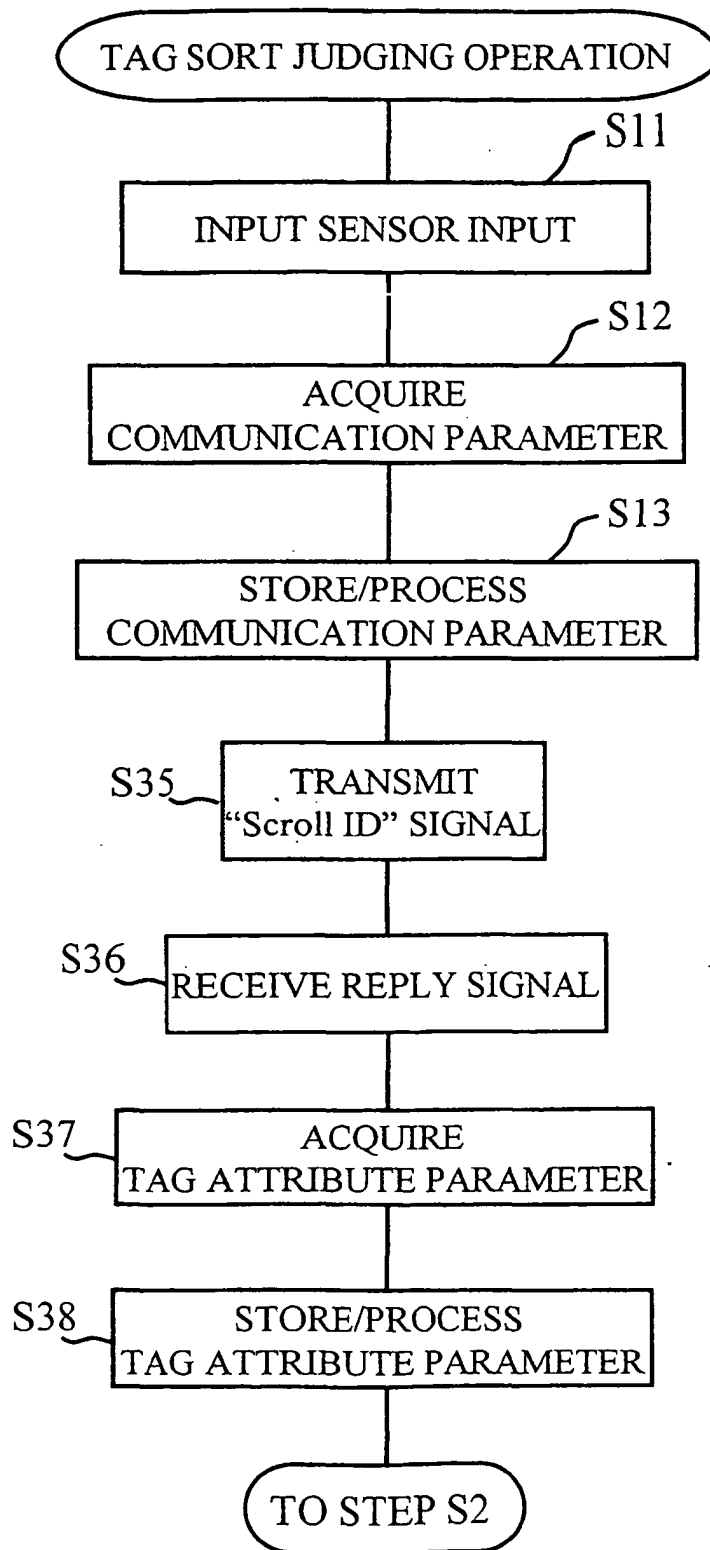 TAG SORT JUDGING OPERATION
S11
INPUT SENSOR INPUT
S12
ACQUIRE
COMMUNICATION PARAMETER
S13
STORE/PROCESS
COMMUNICATION PARAMETER
S35
TRANSMIT
“Scroll ID” SIGNAL
S36
RECEIVE REPLY SIGNAL
S37
ACQUIRE
TAG ATTRIBUTE PARAMETER
S38
STORE/PROCESS
TAG ATTRIBUTE PARAMETER
TO STEP S2